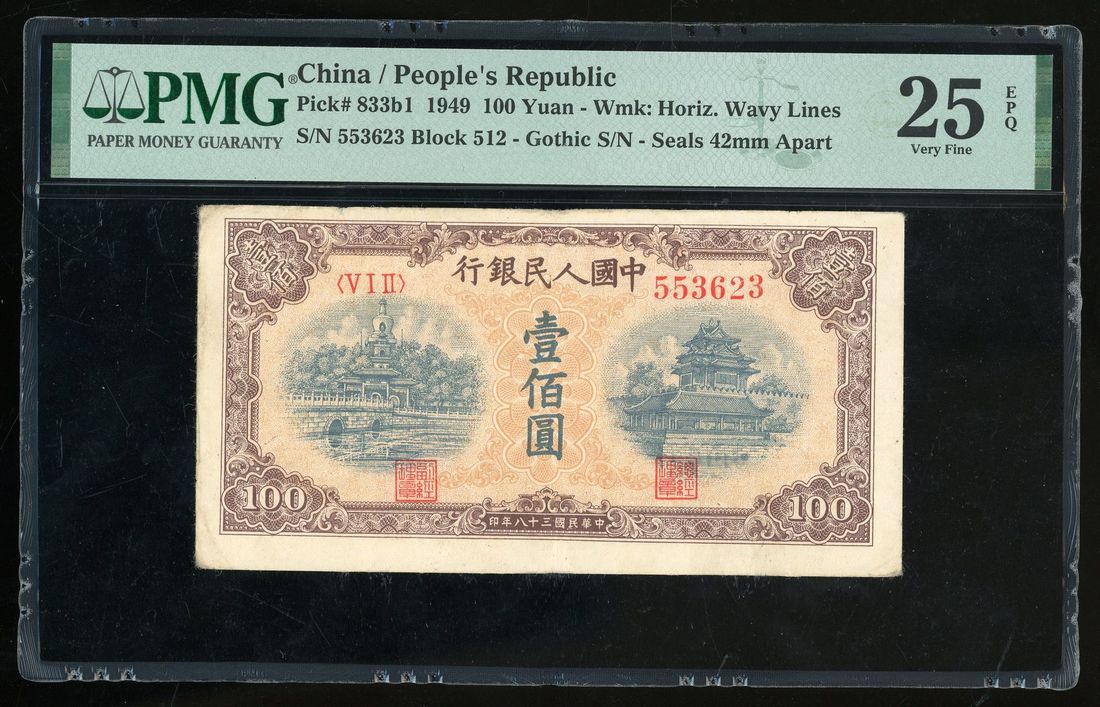 PMG®
PAPER MONEY GUARANTY
China / People's Republic
Pick# 833b1 1949 100 Yuan - Wmk: Horiz. Wavy Lines
S/N 553623 Block 512 - Gothic S/N - Seals 42mm Apart
25
EPQ
Very Fine
壹佰
壹佰
行銀民人國中
〈VIII〉
553623
壹佰圓
100
100
印年八十三國民華中